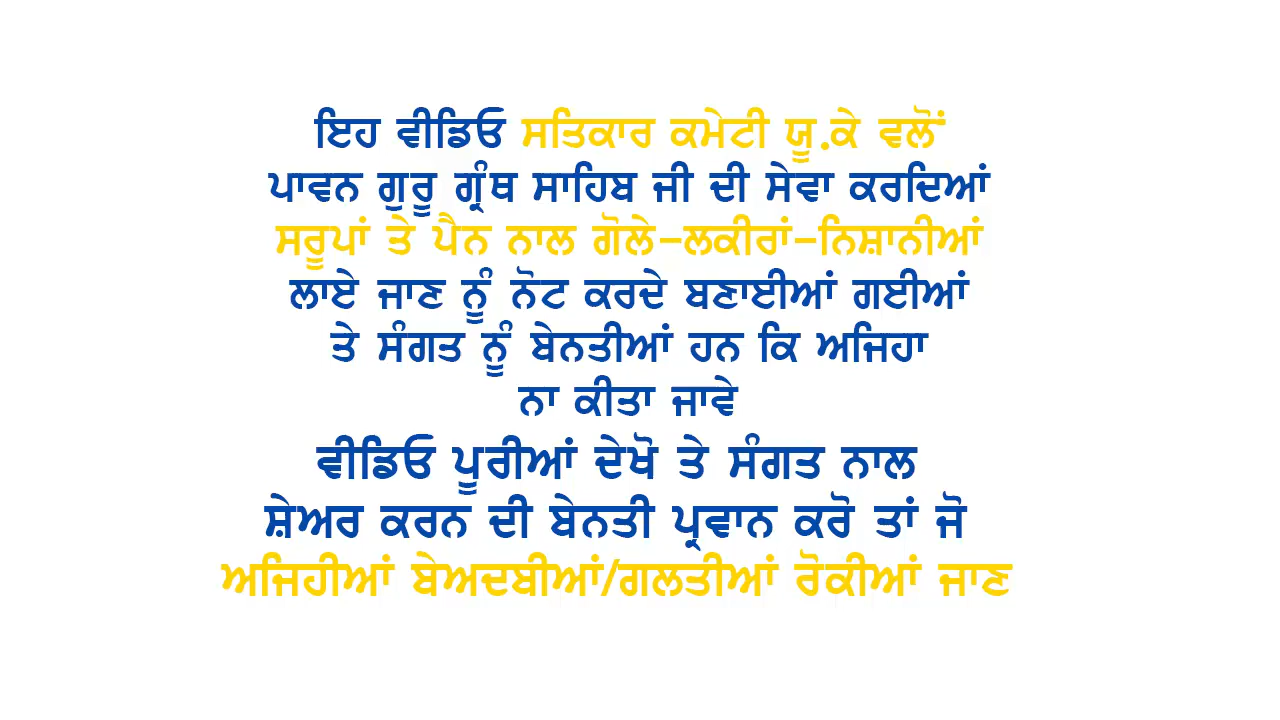 ਇਹ ਵੀਡਿਓ ਸਤਿਕਾਰ ਕਮੇਟੀ ਯੂ.ਕੇ ਵਲੋਂ
ਪਾਵਨ ਗੁਰੂ ਗ੍ਰੰਥ ਸਾਹਿਬ ਜੀ ਦੀ ਸੇਵਾ ਕਰਦਿਆਂ
ਸਰੂਪਾਂ ਤੇ ਪੈਨ ਨਾਲ ਗੋਲੇ-ਲਕੀਰਾਂ-ਨਿਸ਼ਾਨੀਆਂ
ਲਾਏ ਜਾਣ ਨੂੰ ਨੋਟ ਕਰਦੇ ਬਣਾਈਆਂ ਗਈਆਂ
ਤੇ ਸੰਗਤ ਨੂੰ ਬੇਨਤੀਆਂ ਹਨ ਕਿ ਅਜਿਹਾ
ਨਾ ਕੀਤਾ ਜਾਵੇ
ਵੀਡਿਓ ਪੂਰੀਆਂ ਦੇਖੋ ਤੇ ਸੰਗਤ ਨਾਲ
ਸ਼ੇਅਰ ਕਰਨ ਦੀ ਬੇਨਤੀ ਪ੍ਰਵਾਨ ਕਰੋ ਤਾਂ ਜੋ
ਅਜਿਹੀਆਂ ਬੇਅਦਬੀਆਂ/ਗਲਤੀਆਂ ਰੋਕੀਆਂ ਜਾਣ